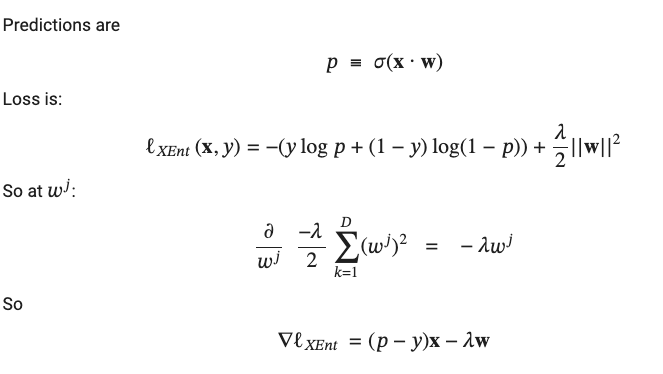 Predictions are
p ≡ σ(x · w)
Loss is:
ℓ_XEnt (x, y) = −(y log p + (1 − y) log(1 − p)) + λ/2 ||w||²
So at w^j:
∂/w^j −λ/2 ∑_{k=1}^{D} (w^j)² = − λw^j
So
∇ℓ_XEnt = (p − y)x − λw